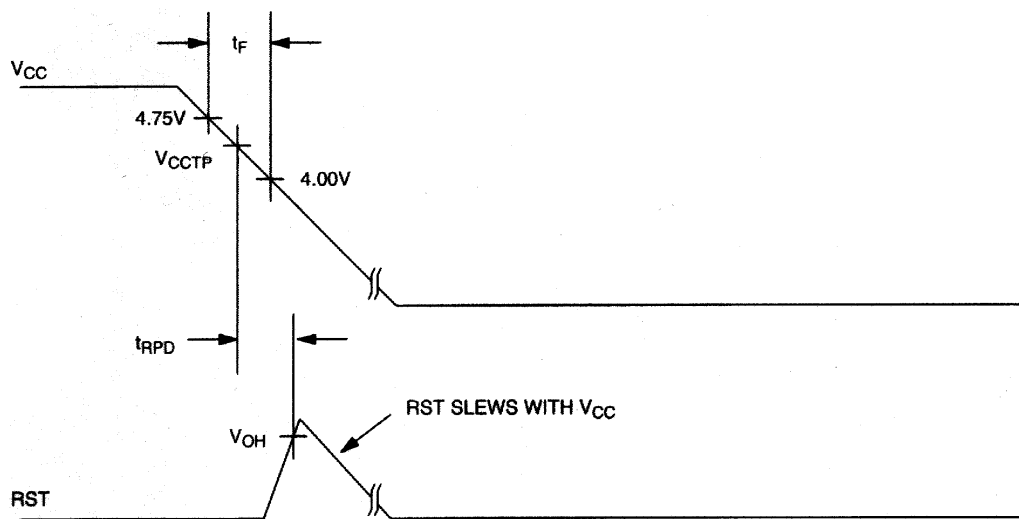 tF
VCC
4.75V
VCCTP
4.00V
tRPD
RST SLEWS WITH VCC
VOH
RST